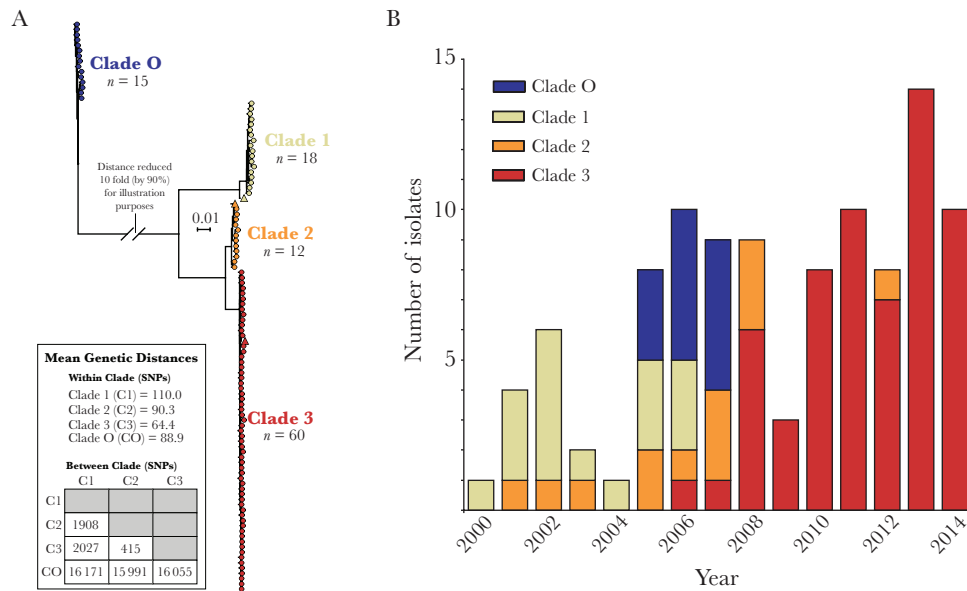 A
Clade O
n = 15
Clade 1
n = 18
Distance reduced
10 fold (by 90%)
for illustration
purposes
0.01
Clade 2
n = 12
Clade 3
n = 60
Mean Genetic Distances
Within Clade (SNPs)
Clade 1 (C1) = 110.0
Clade 2 (C2) = 90.3
Clade 3 (C3) = 64.4
Clade O (CO) = 88.9
Between Clade (SNPs)
C1 C2 C3
C1
C2 1908
C3 2027 415
CO 16 171 15 991 16 055
B
15
10
5
Number of isolates
Clade O
Clade 1
Clade 2
Clade 3
2000 2002 2004 2006 2008 2010 2012 2014
Year